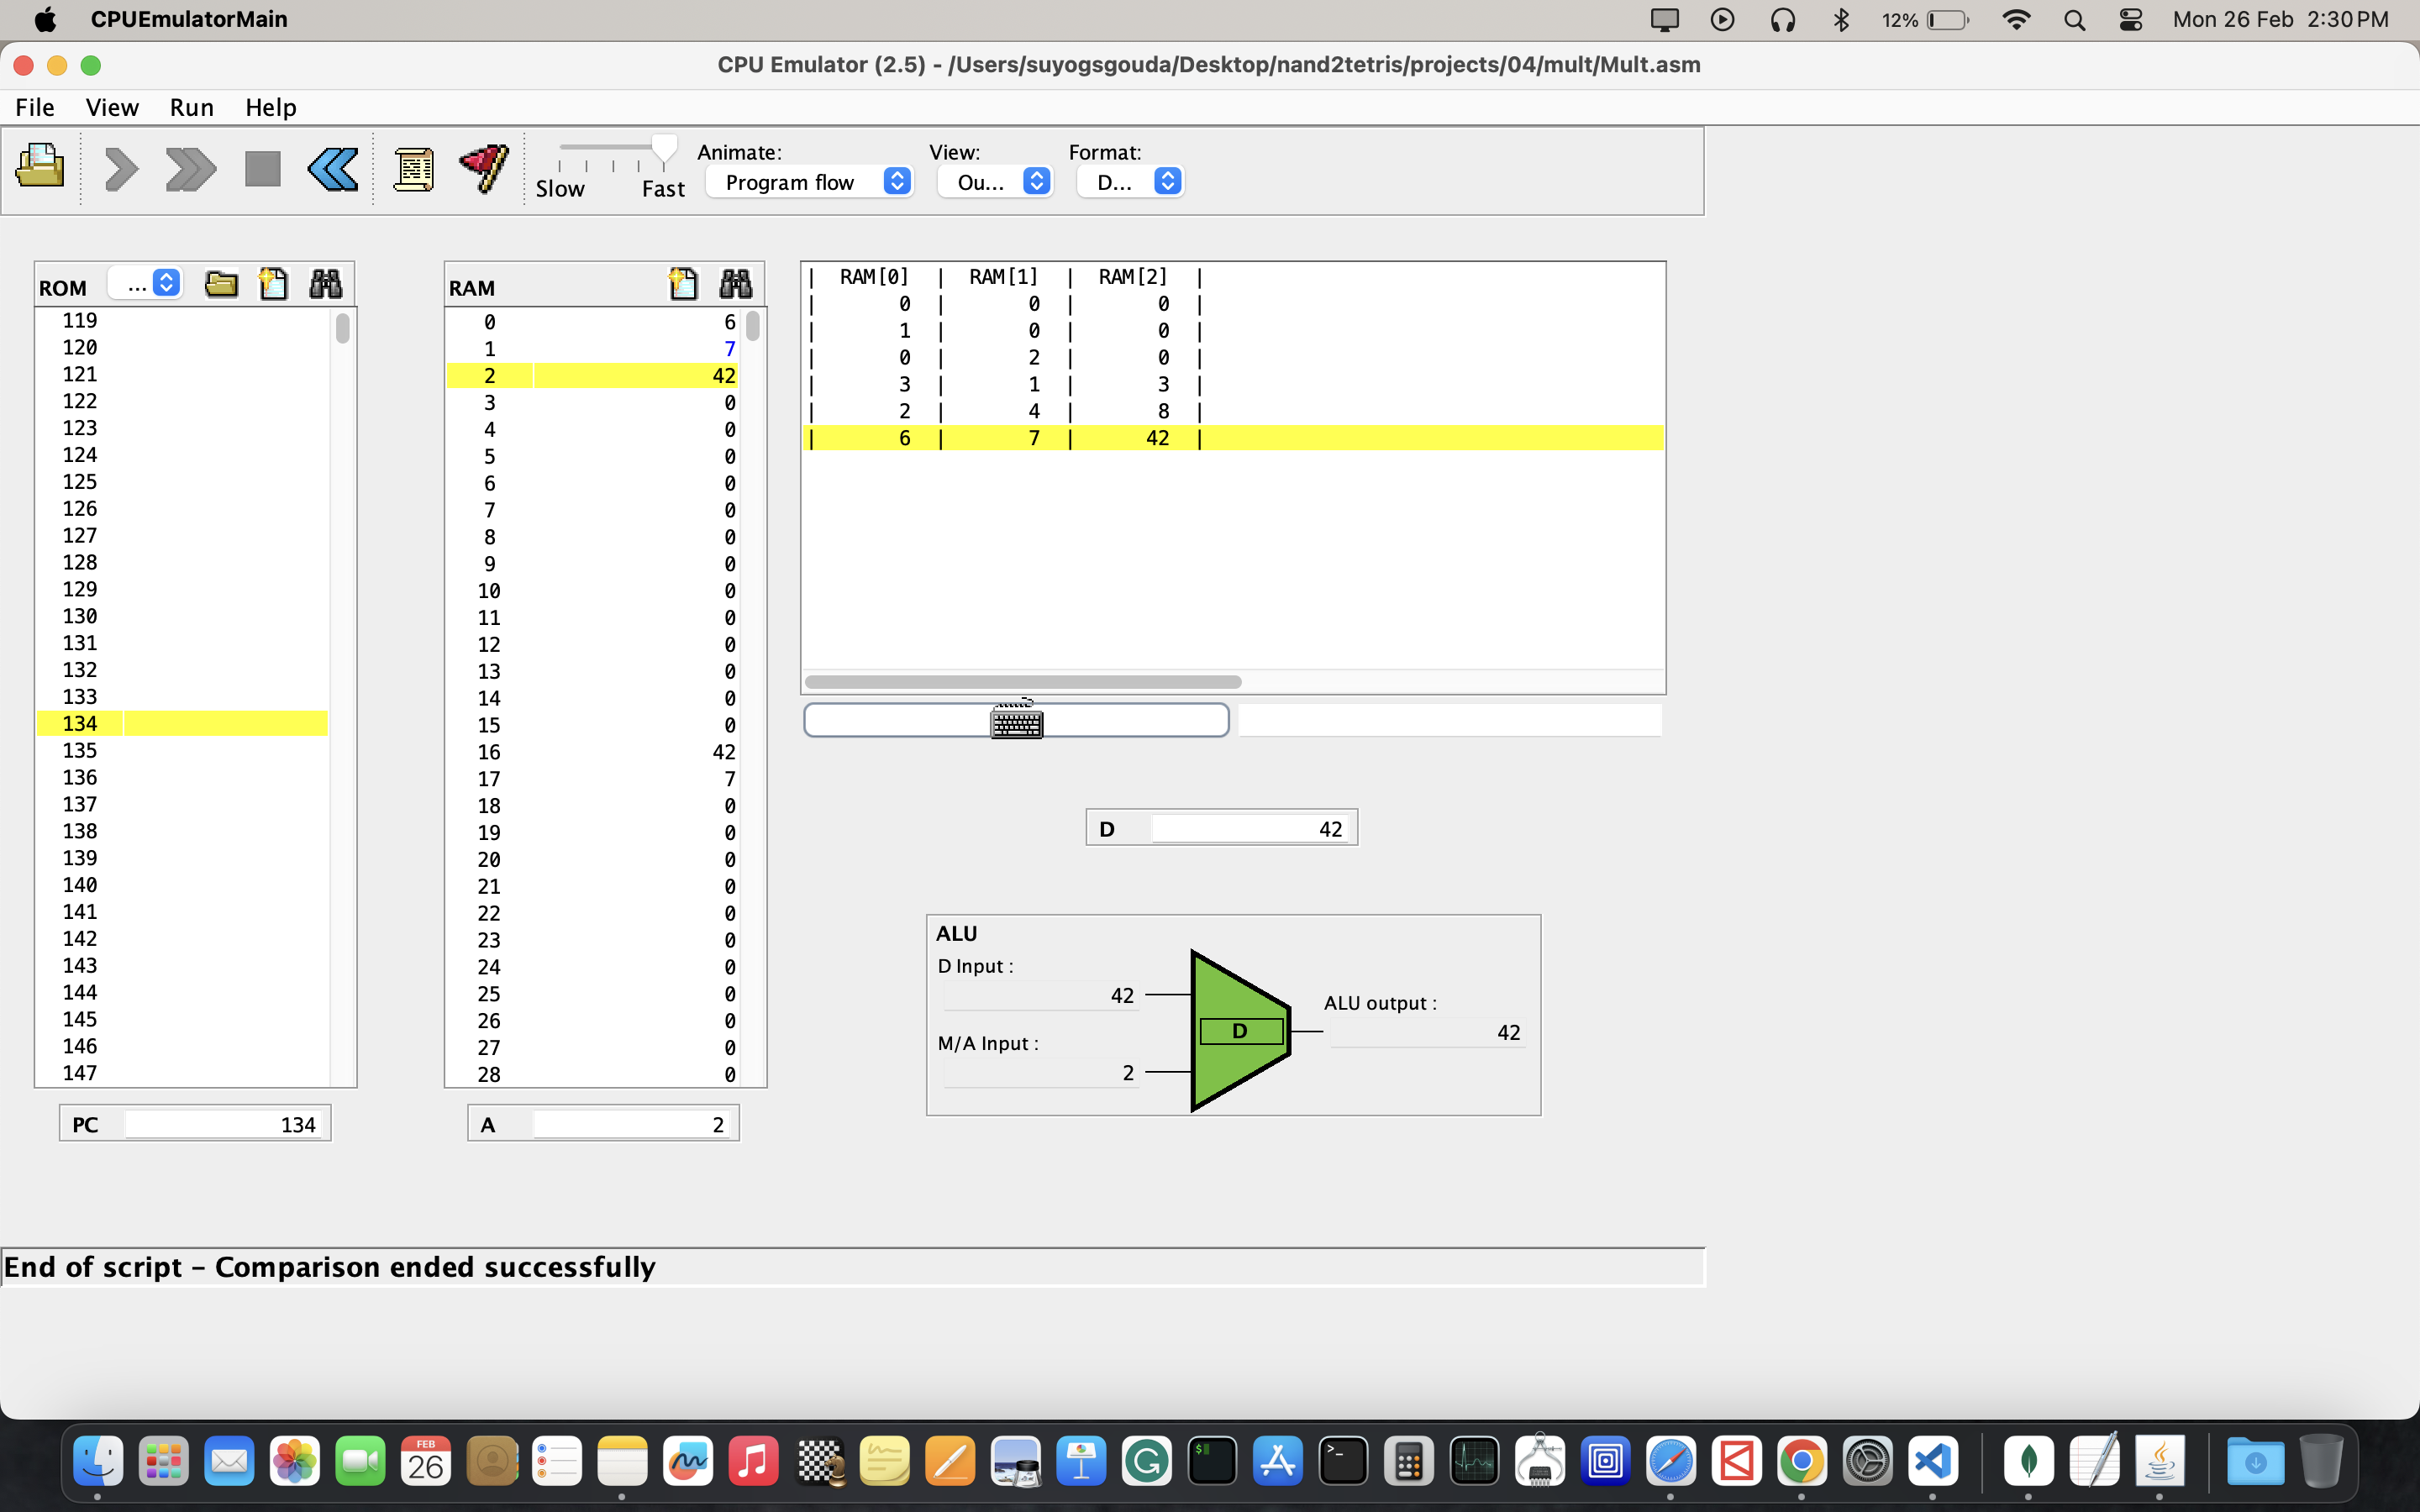 CPUEmulatorMain
12%
Mon 26 Feb 2:30 PM
CPU Emulator (2.5) - /Users/suyogsgouda/Desktop/nand2tetris/projects/04/mult/Mult.asm
File View Run Help
Animate: View: Format:
Slow Fast Program flow Ou... D...
ROM ...
119
120
121
122
123
124
125
126
127
128
129
130
131
132
133
134
135
136
137
138
139
140
141
142
143
144
145
146
147
PC 134
RAM
0 6
1 7
2 42
3 0
4 0
5 0
6 0
7 0
8 0
9 0
10 0
11 0
12 0
13 0
14 0
15 0
16 42
17 7
18 0
19 0
20 0
21 0
22 0
23 0
24 0
25 0
26 0
27 0
28 0
A 2
| RAM[0] | RAM[1] | RAM[2] |
| 0 | 0 | 0 |
| 1 | 0 | 0 |
| 0 | 2 | 0 |
| 3 | 1 | 3 |
| 2 | 4 | 8 |
| 6 | 7 | 42 |
D 42
ALU
D Input :
42
M/A Input :
2
D
ALU output :
42
End of script – Comparison ended successfully
FEB
26
$
>_